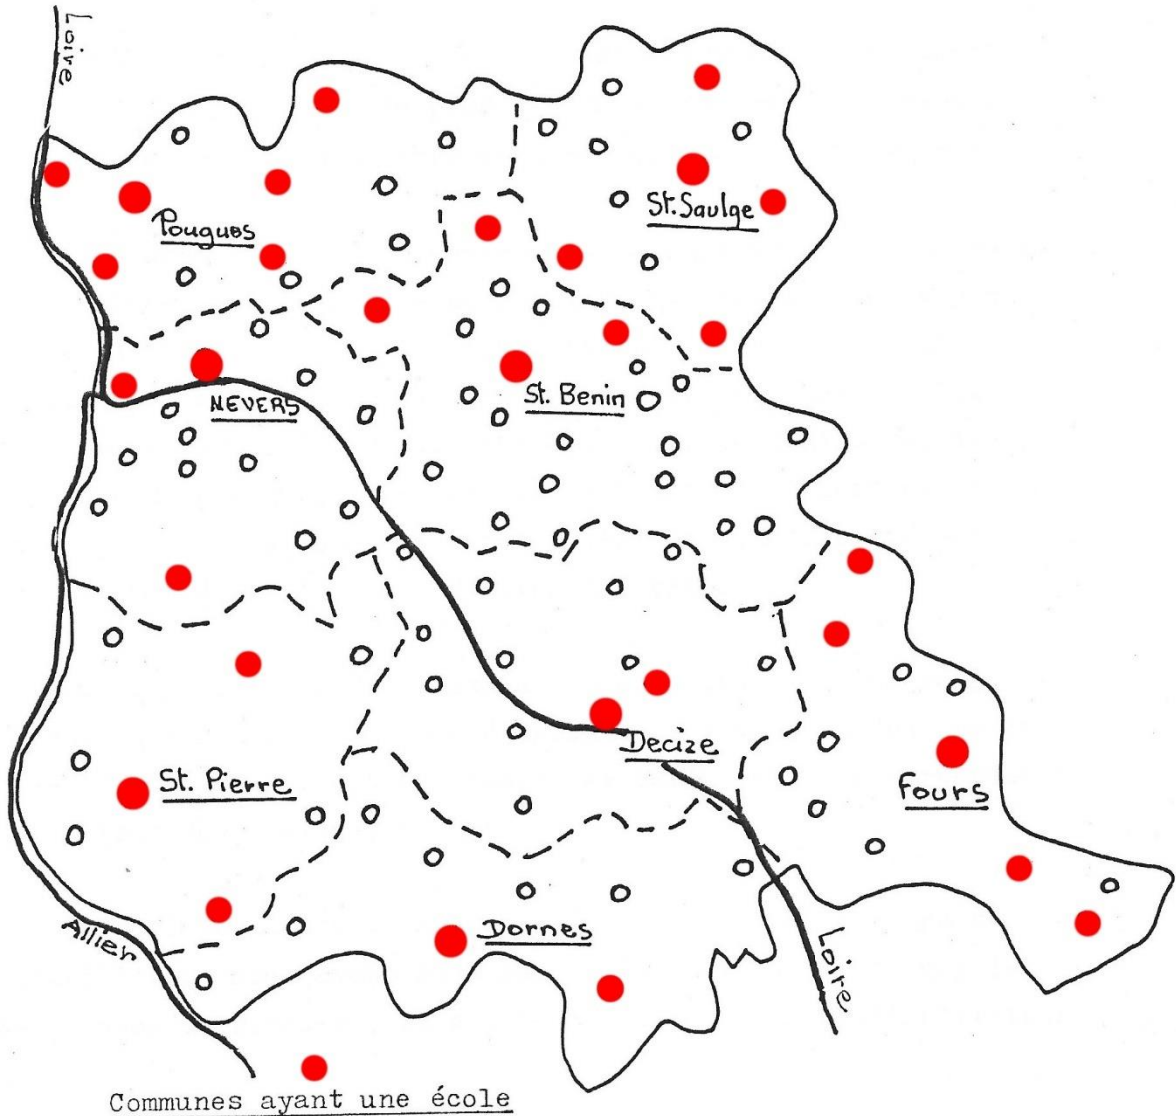 Loire
St. Saulge
Pougues
St. Benin
NEVERS
Decize
St. Pierre
Fours
Dornes
Allier
Loire
Communes ayant une école